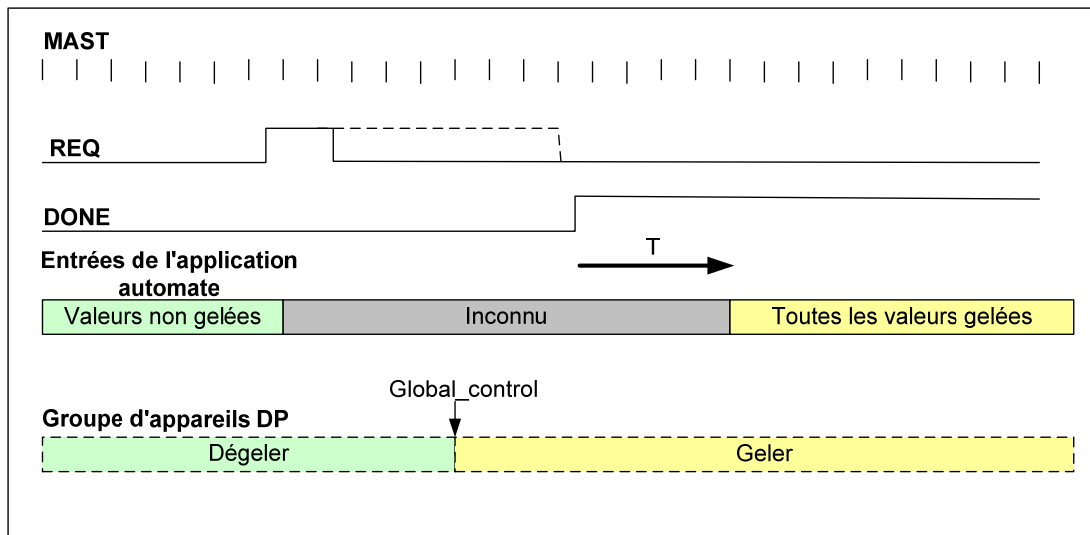 MAST
REQ
DONE
T
Entrées de l'application
automate
Valeurs non gelées
Inconnu
Toutes les valeurs gelées
Global_control
Groupe d'appareils DP
Dégeler
Geler